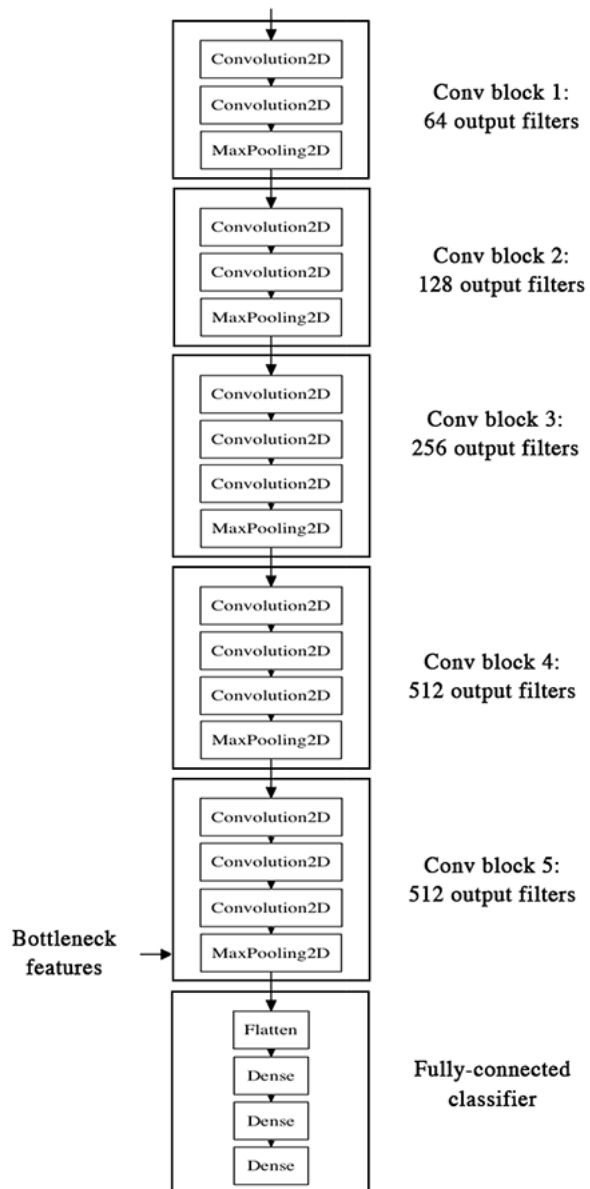 Convolution2D
Convolution2D
MaxPooling2D
Conv block 1:
64 output filters
Convolution2D
Convolution2D
MaxPooling2D
Conv block 2:
128 output filters
Convolution2D
Convolution2D
Convolution2D
MaxPooling2D
Conv block 3:
256 output filters
Convolution2D
Convolution2D
Convolution2D
MaxPooling2D
Conv block 4:
512 output filters
Convolution2D
Convolution2D
Convolution2D
MaxPooling2D
Conv block 5:
512 output filters
Bottleneck
features
Flatten
Dense
Dense
Dense
Fully-connected
classifier